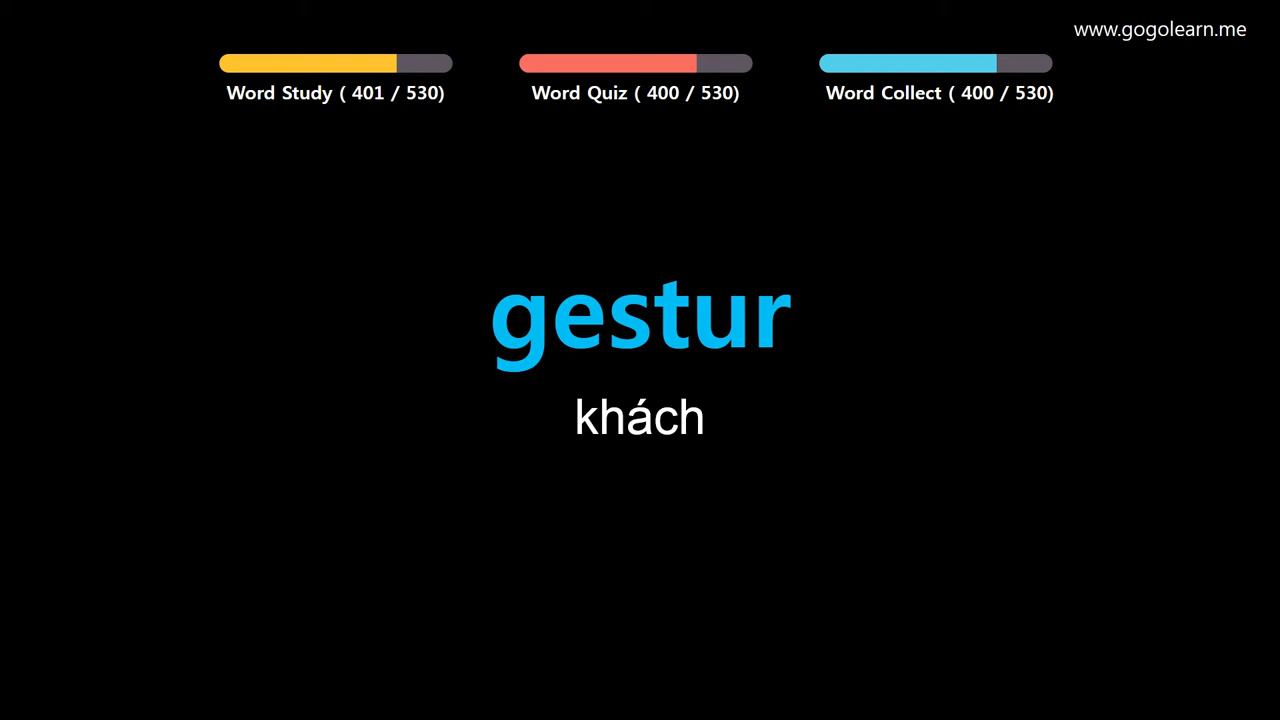 www.gogolearn.me
Word Study ( 401 / 530)
Word Quiz ( 400 / 530)
Word Collect ( 400 / 530)
gestur
khách